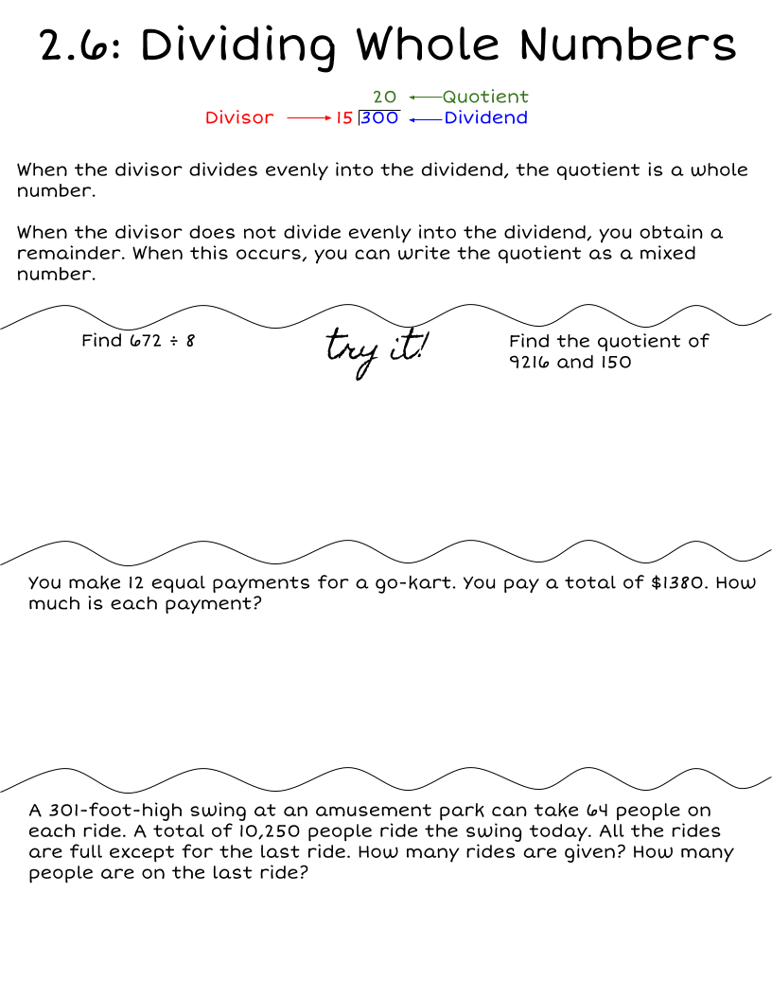 2.6: Dividing Whole Numbers
20 Quotient
Divisor 15 300 Dividend
When the divisor divides evenly into the dividend, the quotient is a whole
number.
When the divisor does not divide evenly into the dividend, you obtain a
remainder. When this occurs, you can write the quotient as a mixed
number.
Find 672 ÷ 8
try it!
Find the quotient of
9216 and 150
You make 12 equal payments for a go-kart. You pay a total of $1380. How
much is each payment?
A 301-foot-high swing at an amusement park can take 64 people on
each ride. A total of 10,250 people ride the swing today. All the rides
are full except for the last ride. How many rides are given? How many
people are on the last ride?